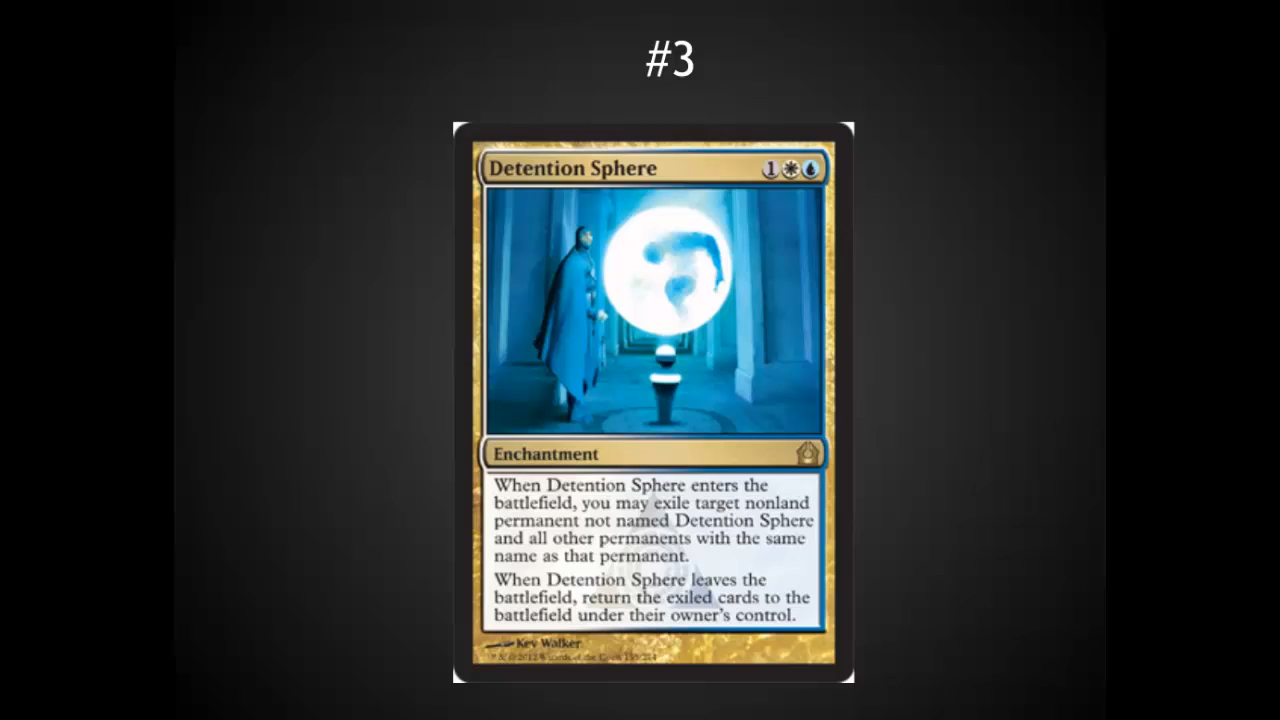 #3
Detention Sphere 1
Enchantment
When Detention Sphere enters the
battlefield, you may exile target nonland
permanent not named Detention Sphere
and all other permanents with the same
name as that permanent.
When Detention Sphere leaves the
battlefield, return the exiled cards to the
battlefield under their owner's control.
Kev Walker